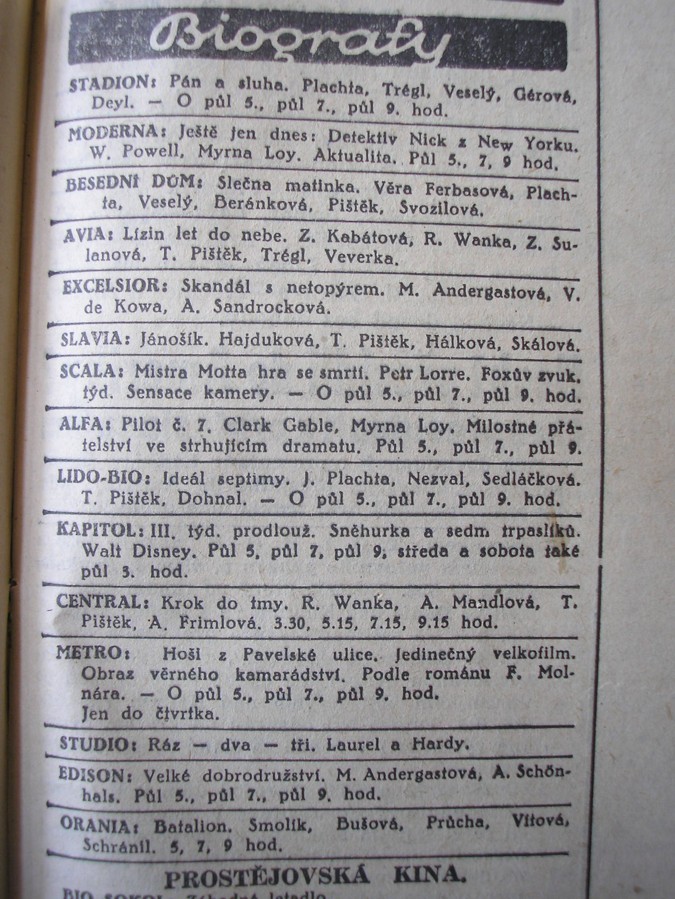 Biografy
STADION: Pán a sluha. Plachta, Trégl, Veselý, Gérová,
Deyl. — O půl 5., půl 7., půl 9. hod.
MODERNA: Ještě jen dnes: Detektiv Nick z New Yorku.
W. Powell, Myrna Loy. Aktualita. Půl 5., 7, 9 hod.
BESEDNÍ DŮM: Slečna matinka. Věra Ferbasová, Plach-
ta, Veselý, Beránková, Pištěk, Svozilová.
AVIA: Lízin let do nebe. Z. Kabátová, R. Wanka, Z. Su-
lanová, T. Pištěk, Trégl, Veverka.
EXCELSIOR: Skandál s netopýrem. M. Andergastová, V.
de Kowa, A. Sandrocková.
SLAVIA: Jánošík. Hajduková, T. Pištěk, Hálková, Skálová.
SCALA: Mistra Motta hra se smrtí. Petr Lorre. Foxův zvuk.
týd. Sensace kamery. — O půl 5., půl 7., půl 9. hod.
ALFA: Pilot č. 7. Clark Gable, Myrna Loy. Milostné přá-
telství ve strhujícím dramatu. Půl 5., půl 7., půl 9.
LIDO-BIO: Ideál septimy. J. Plachta, Nezval, Sedláčková.
T. Pištěk, Dohnal. — O půl 5., půl 7., půl 9. hod.
KAPITOL: III. týd. prodlouž. Sněhurka a sedm trpaslíků.
Walt Disney. Půl 5, půl 7, půl 9, středa a sobota také
půl 3. hod.
CENTRAL: Krok do tmy. R. Wanka, A. Mandlová, T.
Pištěk, A. Frimlová. 3.30, 5.15, 7.15, 9.15 hod.
METRO: Hoši z Pavelské ulice. Jedinečný velkofilm.
Obraz věrného kamarádství. Podle románu F. Mol-
nára. — O půl 5., půl 7., půl 9. hod.
Jen do čtvrtka.
STUDIO: Ráz — dva — tři. Laurel a Hardy.
EDISON: Velké dobrodružství. M. Andergastová, A. Schön-
hals. Půl 5., půl 7., půl 9. hod.
ORANIA: Batalion. Smolík, Bušová, Průcha, Vítová,
Schránil. 5, 7, 9 hod.
PROSTĚJOVSKÁ KINA.
BIO SOKOL: Záhadné letadlo.